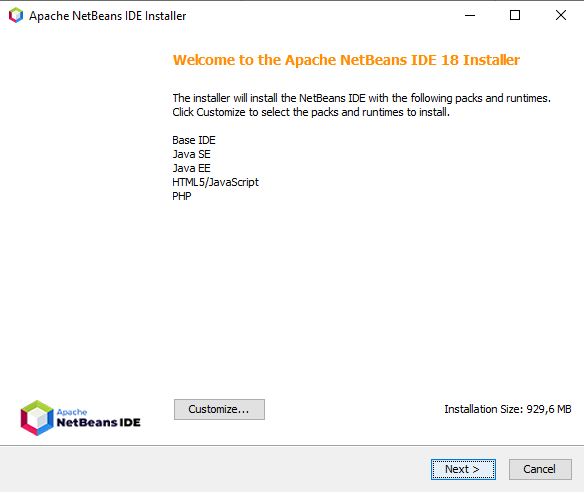 Apache NetBeans IDE Installer
Welcome to the Apache NetBeans IDE 18 Installer
The installer will install the NetBeans IDE with the following packs and runtimes.
Click Customize to select the packs and runtimes to install.
Base IDE
Java SE
Java EE
HTML5/JavaScript
PHP
Apache
NetBeans IDE
Customize...
Installation Size: 929,6 MB
Next >
Cancel